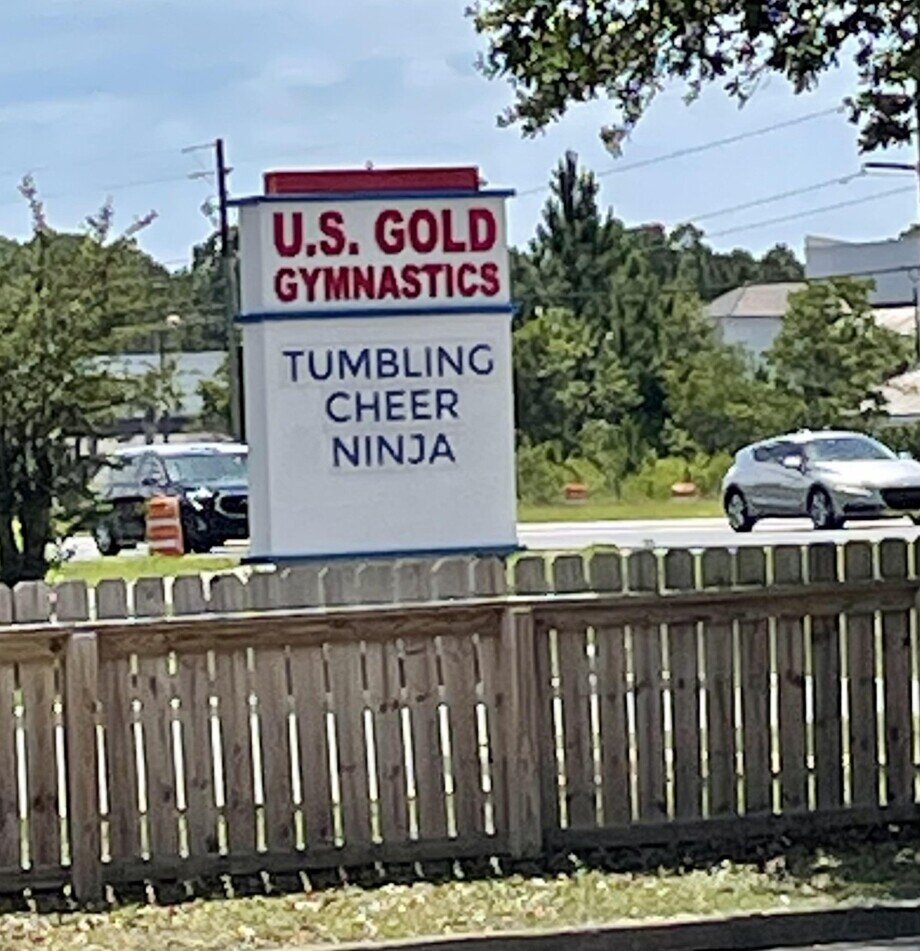 U.S. GOLD
GYMNASTICS
TUMBLING
CHEER
NINJA